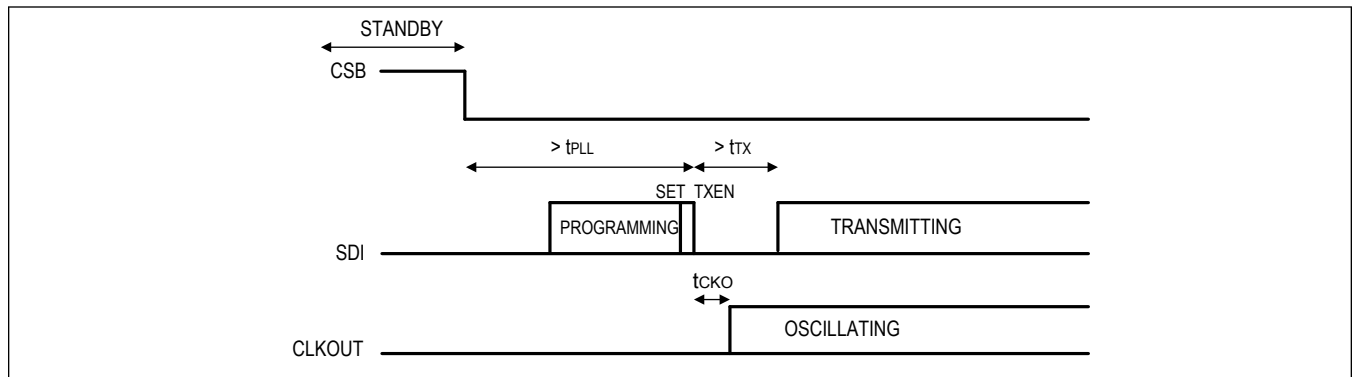 STANDBY
CSB
> tPLL
> tTX
SET TXEN
PROGRAMMING
TRANSMITTING
SDI
tCKO
OSCILLATING
CLKOUT